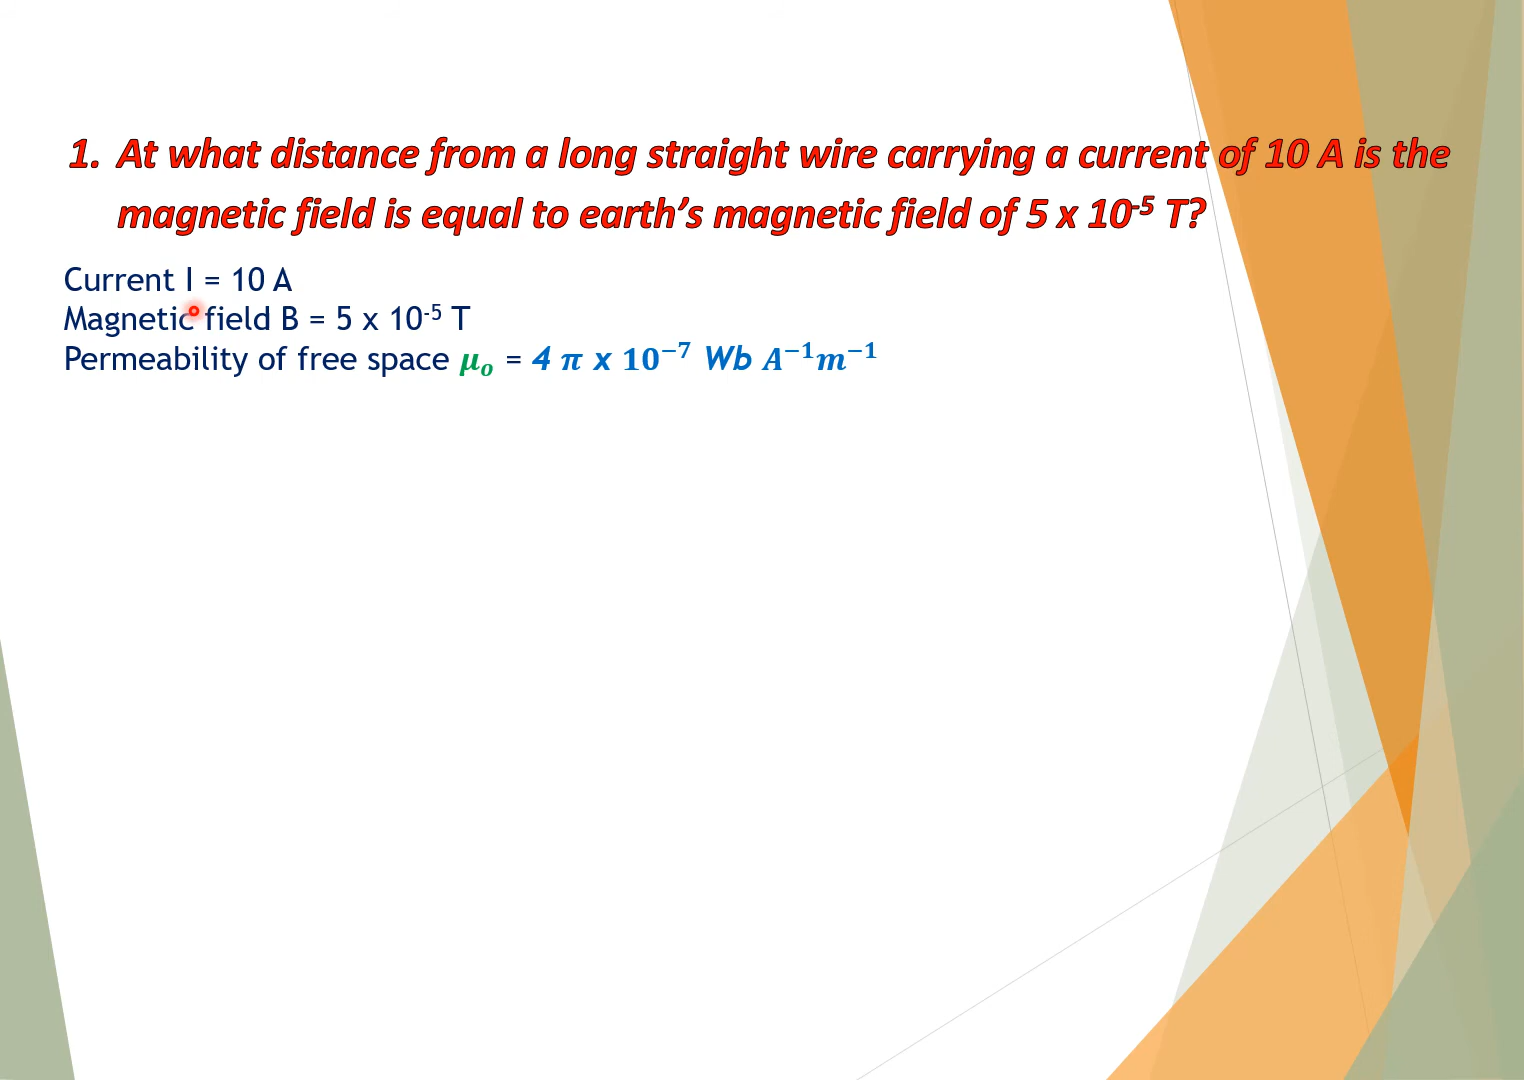 1. At what distance from a long straight wire carrying a current of 10 A is the
magnetic field is equal to earth’s magnetic field of 5 x 10⁻⁵ T?
Current I = 10 A
Magnetic field B = 5 x 10⁻⁵ T
Permeability of free space μₒ = 4 π x 10⁻⁷ Wb A⁻¹m⁻¹